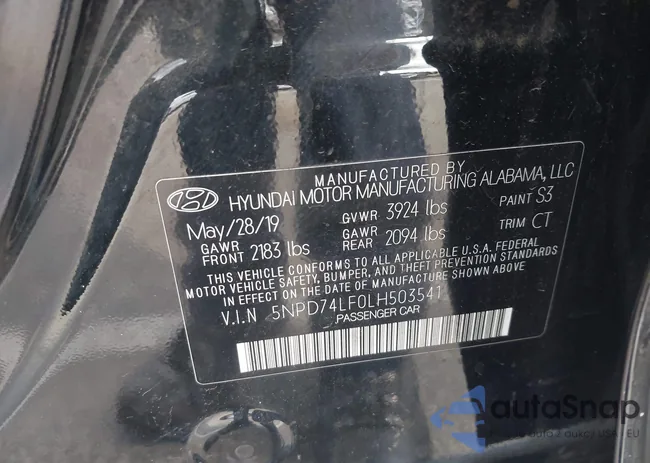 MANUFACTURED BY
HYUNDAI MOTOR MANUFACTURING ALABAMA, LLC
May/28/19 GVWR 3924 lbs PAINT S3
GAWR FRONT 2183 lbs GAWR REAR 2094 lbs TRIM CT
THIS VEHICLE CONFORMS TO ALL APPLICABLE U.S.A. FEDERAL
MOTOR VEHICLE SAFETY, BUMPER, AND THEFT PREVENTION STANDARDS
IN EFFECT ON THE DATE OF MANUFACTURE SHOWN ABOVE
V.I.N 5NPD74LF0LH503541
PASSENGER CAR
autoSnap